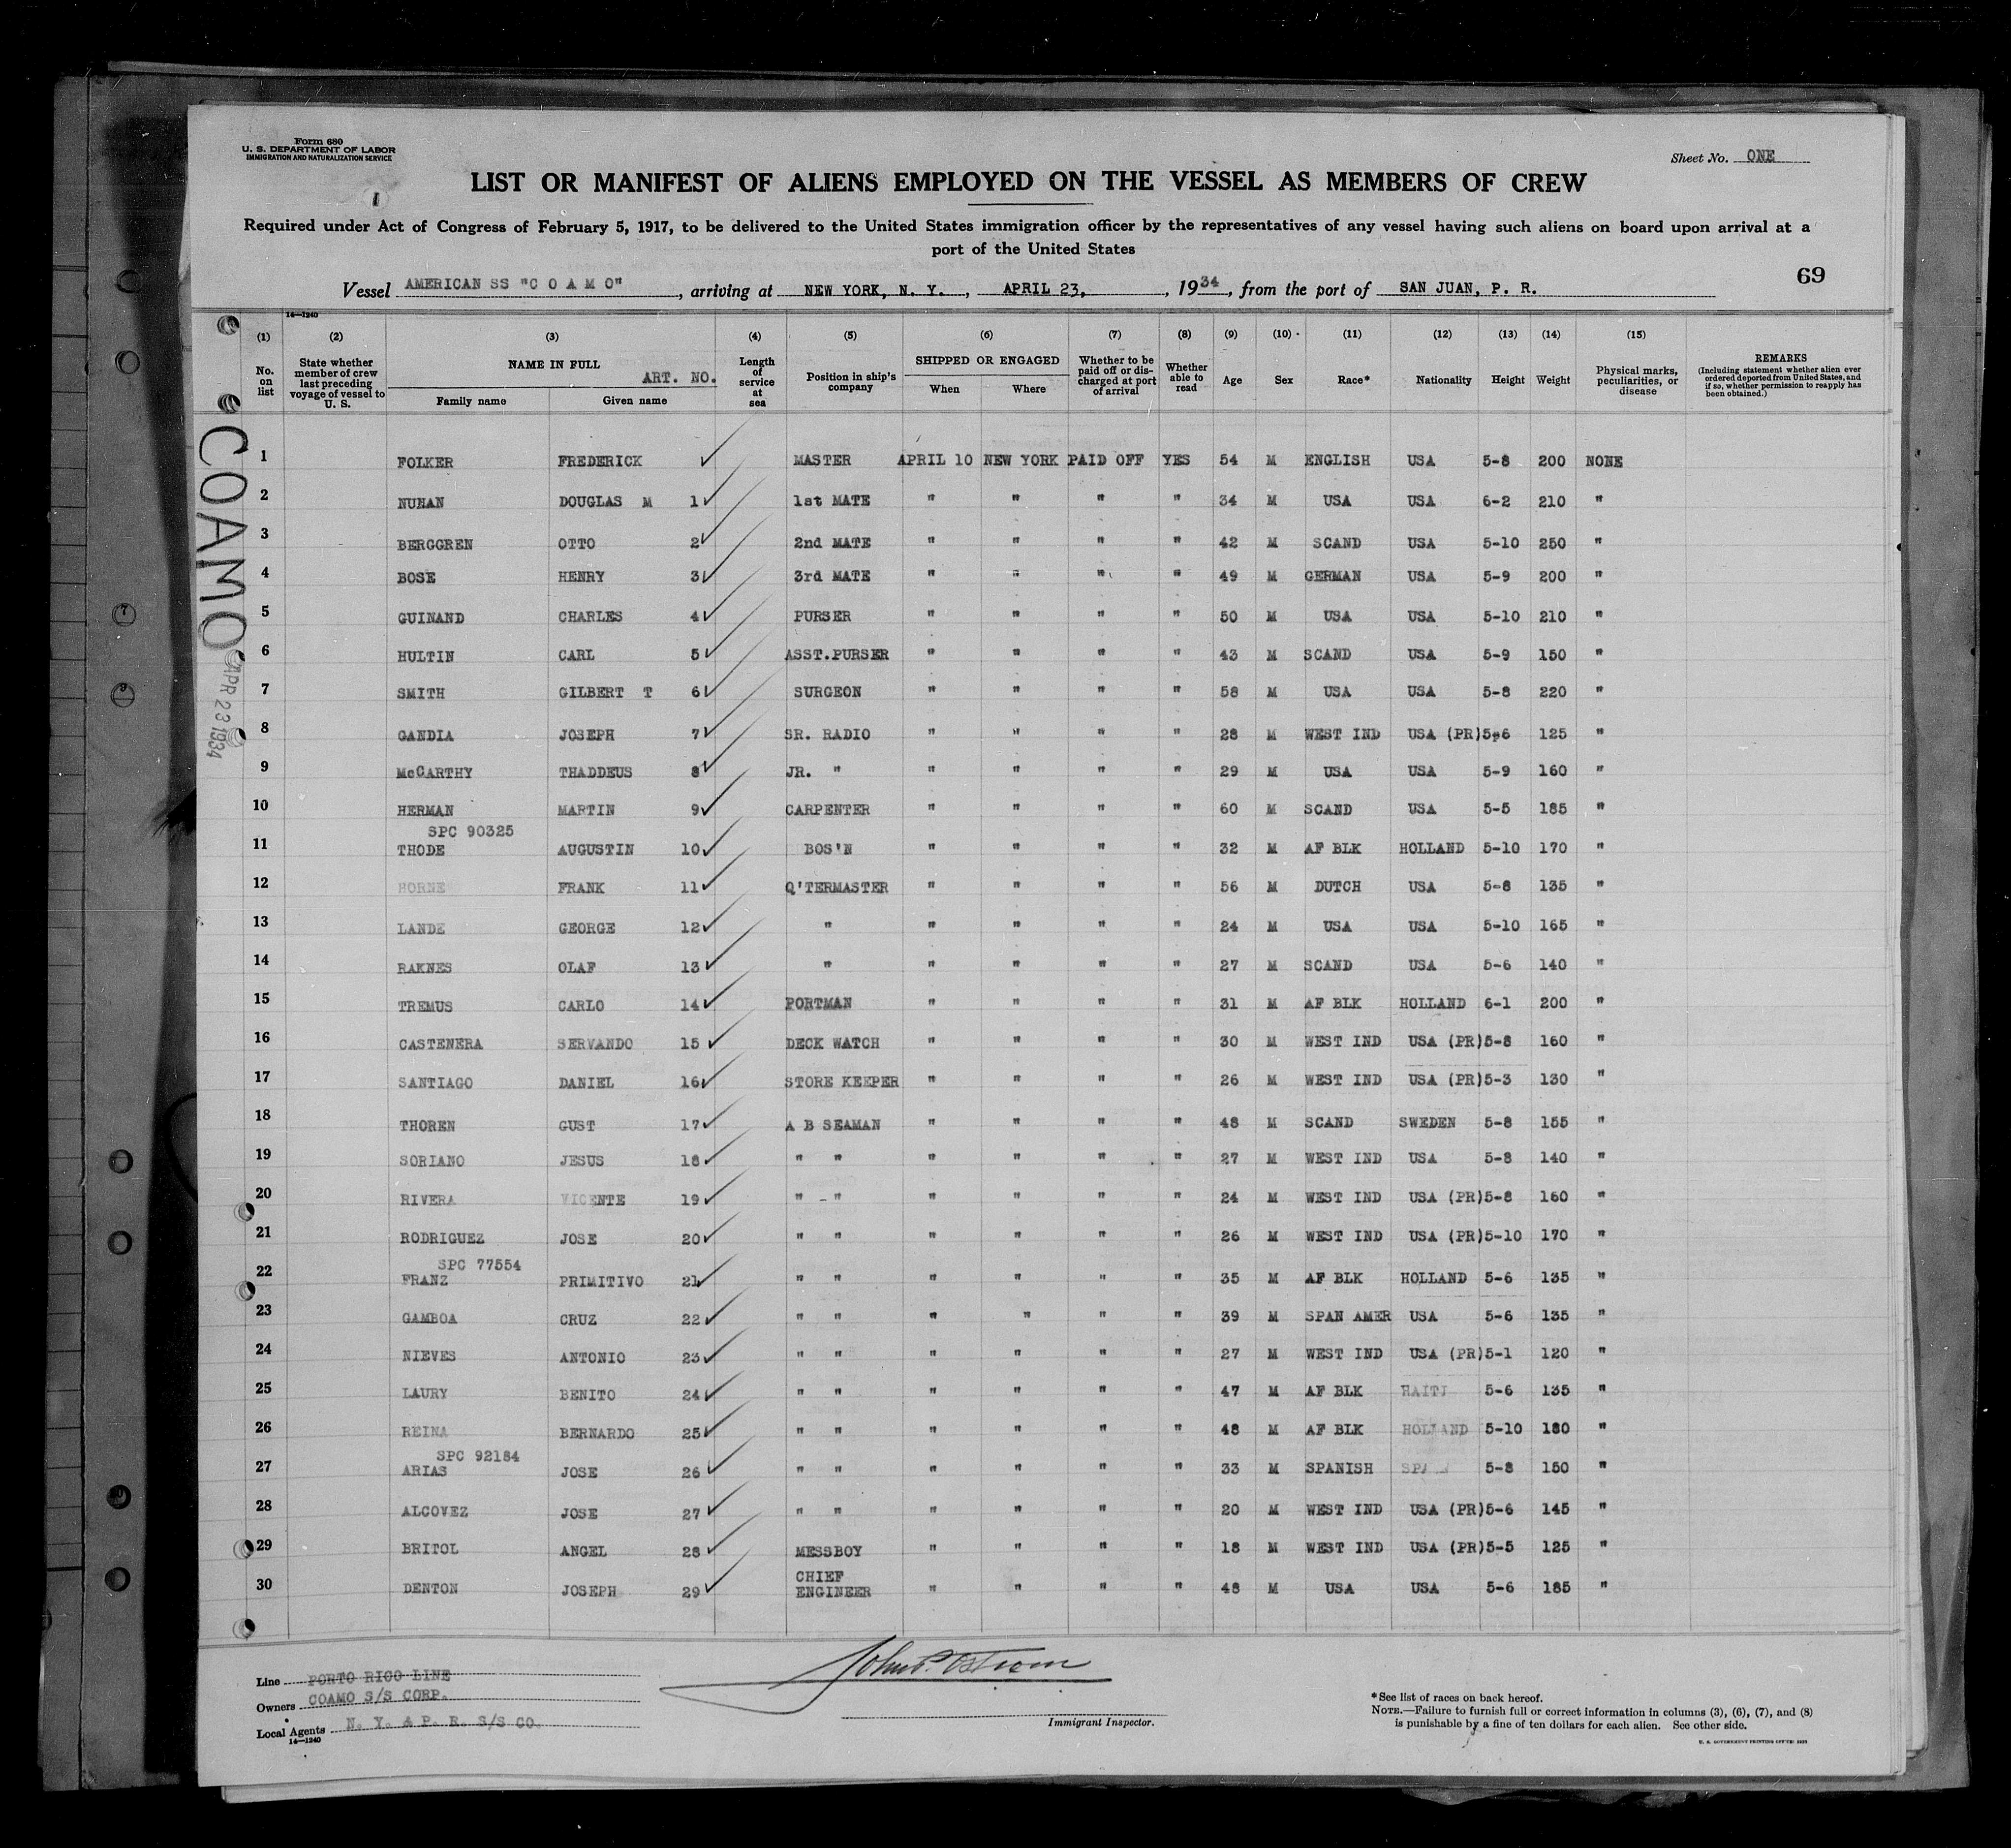 Form 680
U. S. DEPARTMENT OF LABOR
IMMIGRATION AND NATURALIZATION SERVICE
Sheet No. ONE
1
LIST OR MANIFEST OF ALIENS EMPLOYED ON THE VESSEL AS MEMBERS OF CREW
Required under Act of Congress of February 5, 1917, to be delivered to the United States immigration officer by the representatives of any vessel having such aliens on board upon arrival at a
port of the United States
69
Vessel AMERICAN SS "C O A M O", arriving at NEW YORK, N. Y., APRIL 23, 1934, from the port of SAN JUAN, P. R.
14—1240
(1) (2) (3) (4) (5) (6) (7) (8) (9) (10) (11) (12) (13) (14) (15)
No. on list State whether member of crew last preceding voyage of vessel to U. S. NAME IN FULL ART. NO. Family name Given name Length of service at sea Position in ship's company SHIPPED OR ENGAGED When Where Whether to be paid off or discharged at port of arrival Whether able to read Age Sex Race* Nationality Height Weight Physical marks, peculiarities, or disease REMARKS (Including statement whether alien ever ordered deported from United States, and if so, whether permission to reapply has been obtained.)
COAMO
APR 23 1934
1 FOLKER FREDERICK MASTER APRIL 10 NEW YORK PAID OFF YES 54 M ENGLISH USA 5-8 200 NONE
2 NUHAN DOUGLAS M 1 1st MATE " " " " 34 M USA USA 6-2 210 "
3 BERGGREN OTTO 2 2nd MATE " " " " 42 M SCAND USA 5-10 250 "
4 BOSE HENRY 3 3rd MATE " " " " 49 M GERMAN USA 5-9 200 "
5 GUINAND CHARLES 4 PURSER " " " " 50 M USA USA 5-10 210 "
6 HULTIN CARL 5 ASST.PURSER " " " " 43 M SCAND USA 5-9 150 "
7 SMITH GILBERT T 6 SURGEON " " " " 58 M USA USA 5-8 220 "
8 GANDIA JOSEPH 7 SR. RADIO " " " " 28 M WEST IND USA (PR) 5-6 125 "
9 McCARTHY THADDEUS 8 JR. " " " " " 29 M USA USA 5-9 160 "
10 HERMAN MARTIN 9 CARPENTER " " " " 60 M SCAND USA 5-5 185 "
SPC 90325
11 THODE AUGUSTIN 10 BOS'N " " " " 32 M AF BLK HOLLAND 5-10 170 "
12 HORNE FRANK 11 Q'TERMASTER " " " " 56 M DUTCH USA 5-8 135 "
13 LANDE GEORGE 12 " " " " " 24 M USA USA 5-10 165 "
14 RAKNES OLAF 13 " " " " " 27 M SCAND USA 5-6 140 "
15 TREMUS CARLO 14 PORTMAN " " " " 31 M AF BLK HOLLAND 6-1 200 "
16 CASTENERA SERVANDO 15 DECK WATCH " " " " 30 M WEST IND USA (PR) 5-8 160 "
17 SANTIAGO DANIEL 16 STORE KEEPER " " " " 26 M WEST IND USA (PR) 5-3 130 "
18 THOREN GUST 17 A B SEAMAN " " " " 48 M SCAND SWEDEN 5-8 155 "
19 SORIANO JESUS 18 " " " " " " 27 M WEST IND USA 5-8 140 "
20 RIVERA VICENTE 19 " - " " " " " 24 M WEST IND USA (PR) 5-8 160 "
21 RODRIGUEZ JOSE 20 " " " " " " 26 M WEST IND USA (PR) 5-10 170 "
SPC 77554
22 FRANZ PRIMITIVO 21 " " " " " " 35 M AF BLK HOLLAND 5-6 135 "
23 GAMBOA CRUZ 22 " " " " " " 39 M SPAN AMER USA 5-6 135 "
24 NIEVES ANTONIO 23 " " " " " " 27 M WEST IND USA (PR) 5-1 120 "
25 LAURY BENITO 24 " " " " " " 47 M AF BLK HAITI 5-6 135 "
26 REINA BERNARDO 25 " " " " " " 48 M AF BLK HOLLAND 5-10 180 "
SPC 92184
27 ARIAS JOSE 26 " " " " " " 33 M SPANISH 5-8 150 "
28 ALCOVEZ JOSE 27 " " " " " " 20 M WEST IND USA (PR) 5-6 145 "
29 BRITOL ANGEL 28 MESSBOY " " " " 18 M WEST IND USA (PR) 5-5 125 "
30 DENTON JOSEPH 29 CHIEF ENGINEER " " " " 48 M USA USA 5-6 185 "
Line PORTO RICO LINE
Owners COAMO S/S CORP.
Local Agents N. Y. & P. R. S/S CO.
14—1240
Immigrant Inspector.
*See list of races on back hereof.
NOTE.—Failure to furnish full or correct information in columns (3), (6), (7), and (8)
is punishable by a fine of ten dollars for each alien. See other side.